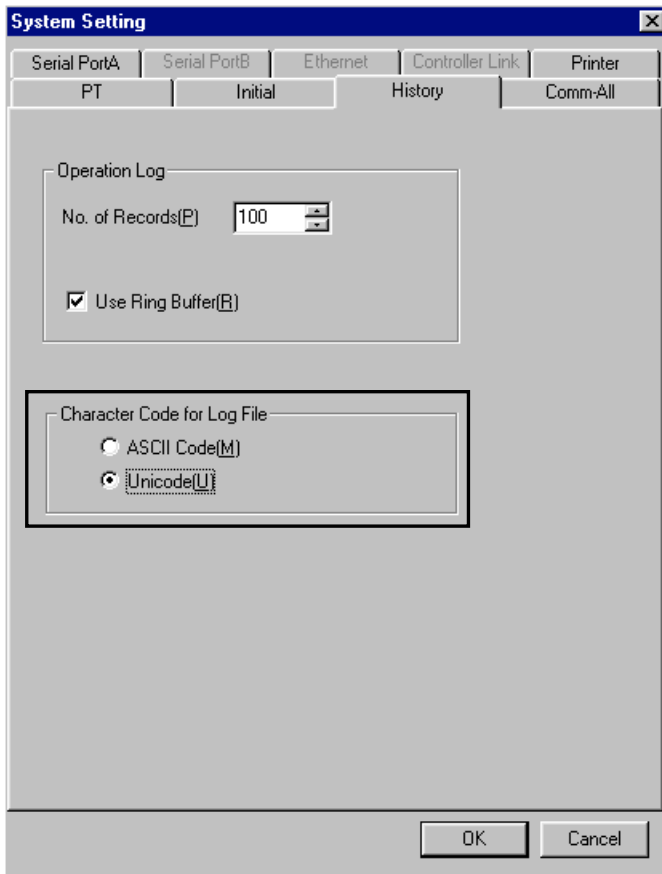 System Setting
Serial PortA Serial PortB Ethernet Controller Link Printer
PT Initial History Comm-All
Operation Log
No. of Records(P) 100
Use Ring Buffer(R)
Character Code for Log File
ASCII Code(M)
Unicode(U)
OK Cancel